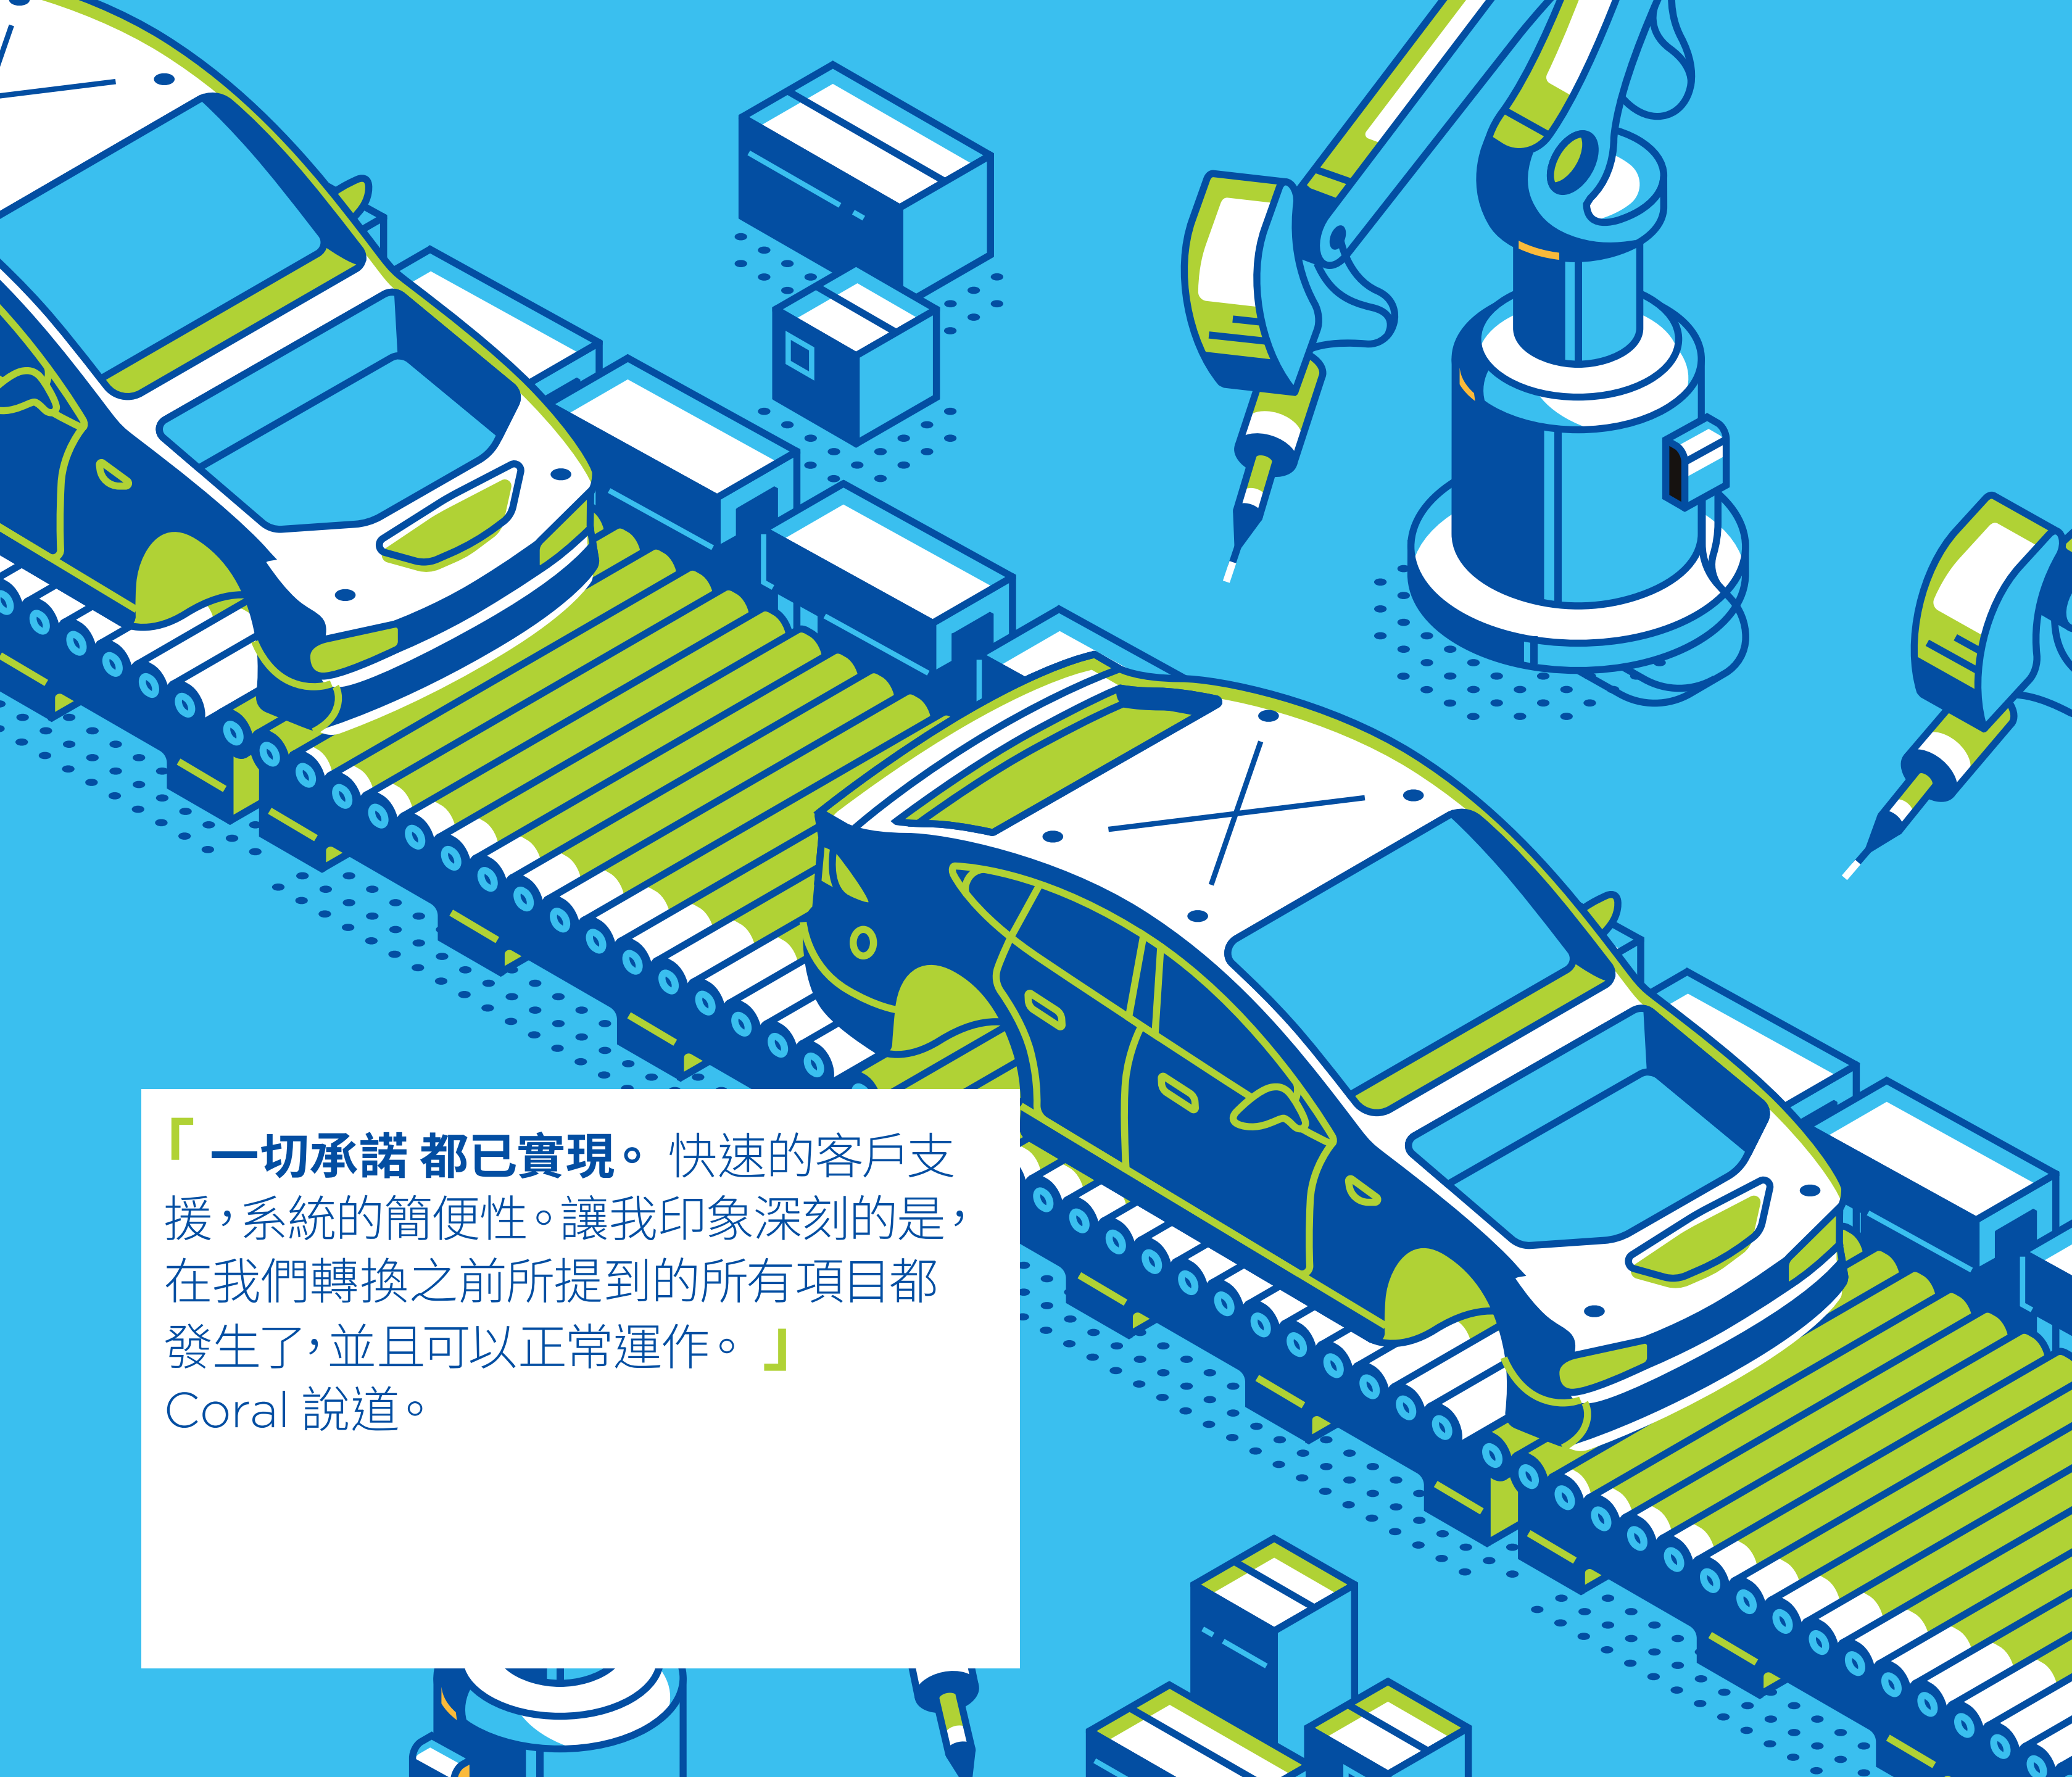 「一切承諾 都已實現。 快速的客戶支
援，系統的簡便性。讓我印象深刻的是，
在我們轉換之前所提到的所有項目都
發生了，並且可以正常運作。」
Coral 說道。